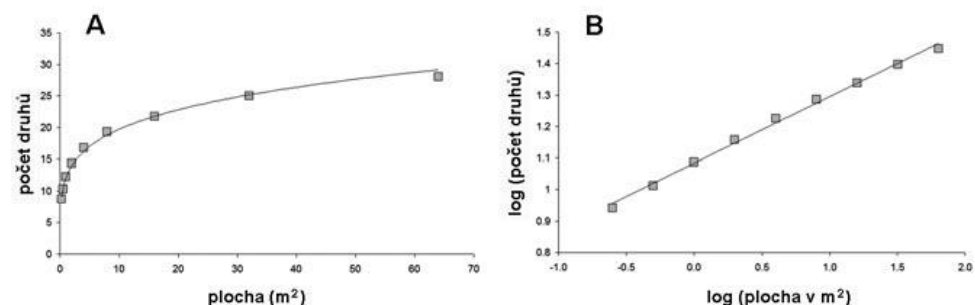 A
počet druhů
35
30
25
20
15
10
5
0
0 10 20 30 40 50 60 70
plocha (m²)
B
log (počet druhů)
1.5
1.4
1.3
1.2
1.1
1
0.9
0.8
-1.0 -0.5 0.0 0.6 1.0 1.5 2.0
log (plocha v m²)